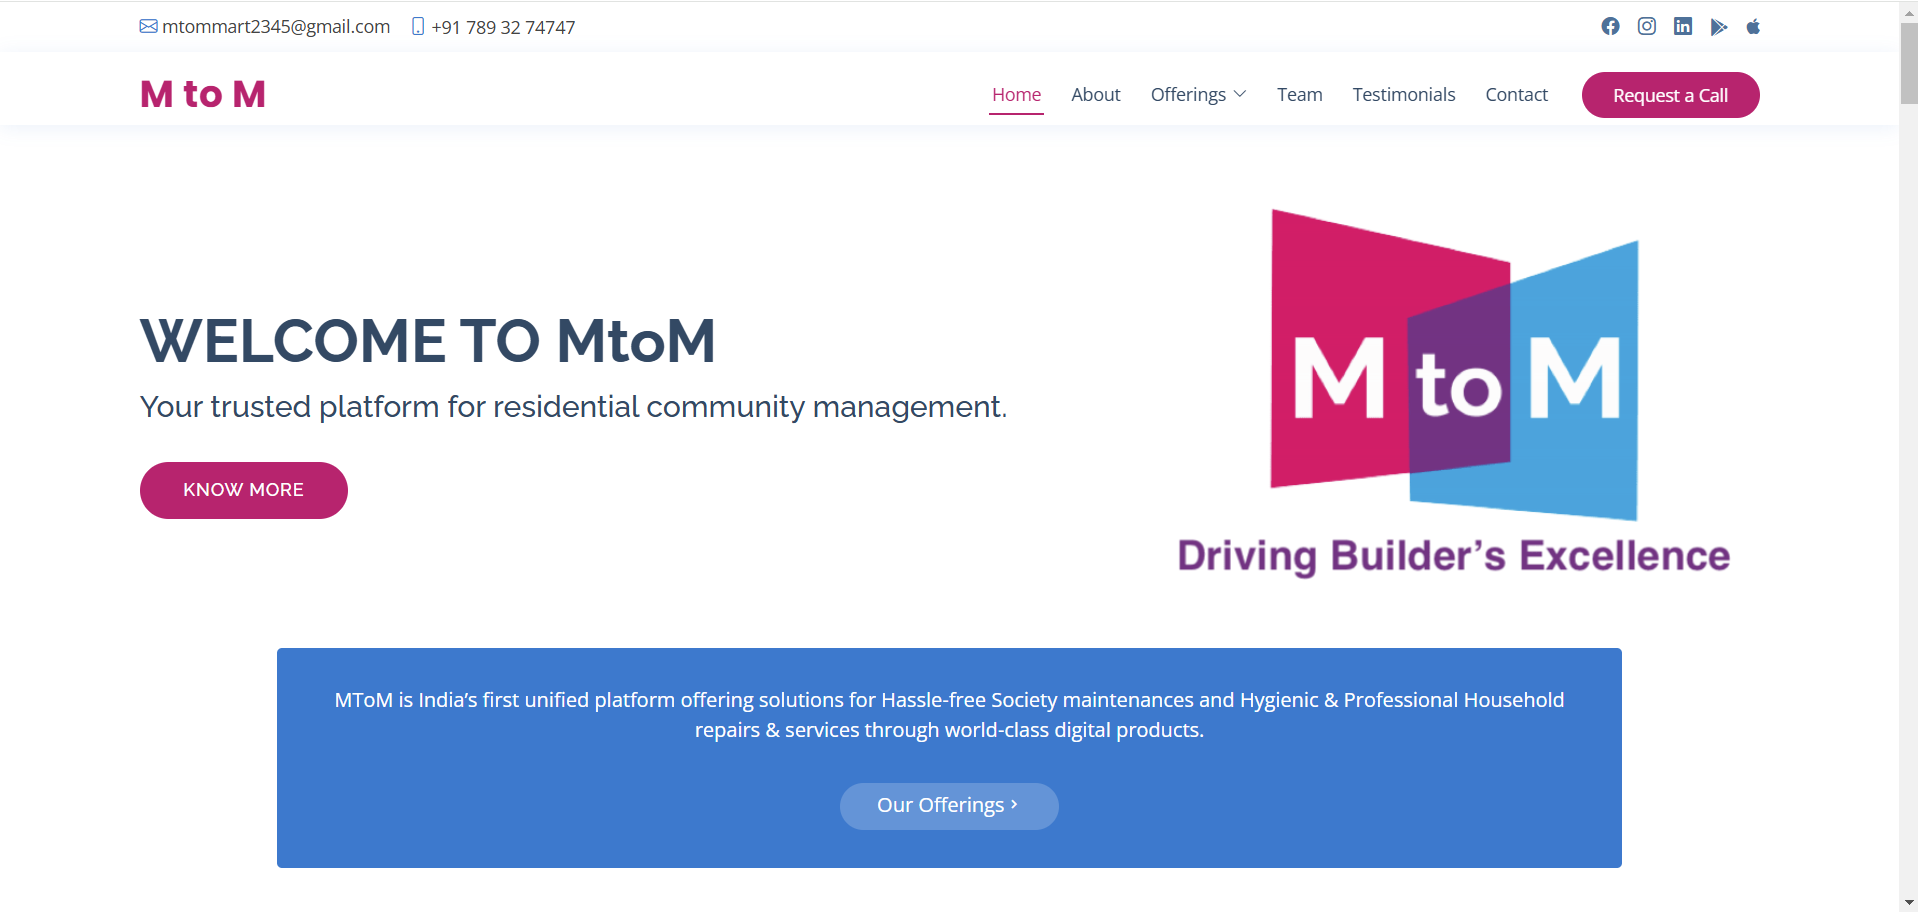 mtommart2345@gmail.com +91 789 32 74747
M to M
Home About Offerings Team Testimonials Contact Request a Call
WELCOME TO MtoM
Your trusted platform for residential community management.
KNOW MORE
M to M
Driving Builder's Excellence
MToM is India’s first unified platform offering solutions for Hassle-free Society maintenances and Hygienic & Professional Household
repairs & services through world-class digital products.
Our Offerings